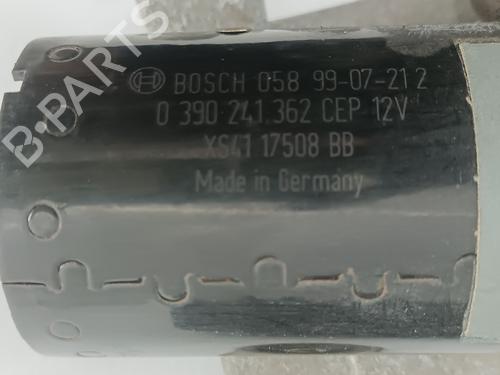 BOSCH 058 99-07-21 2
0 390 241 362 CEP 12V
XS41 17508 BB
Made in Germany
B-PARTS